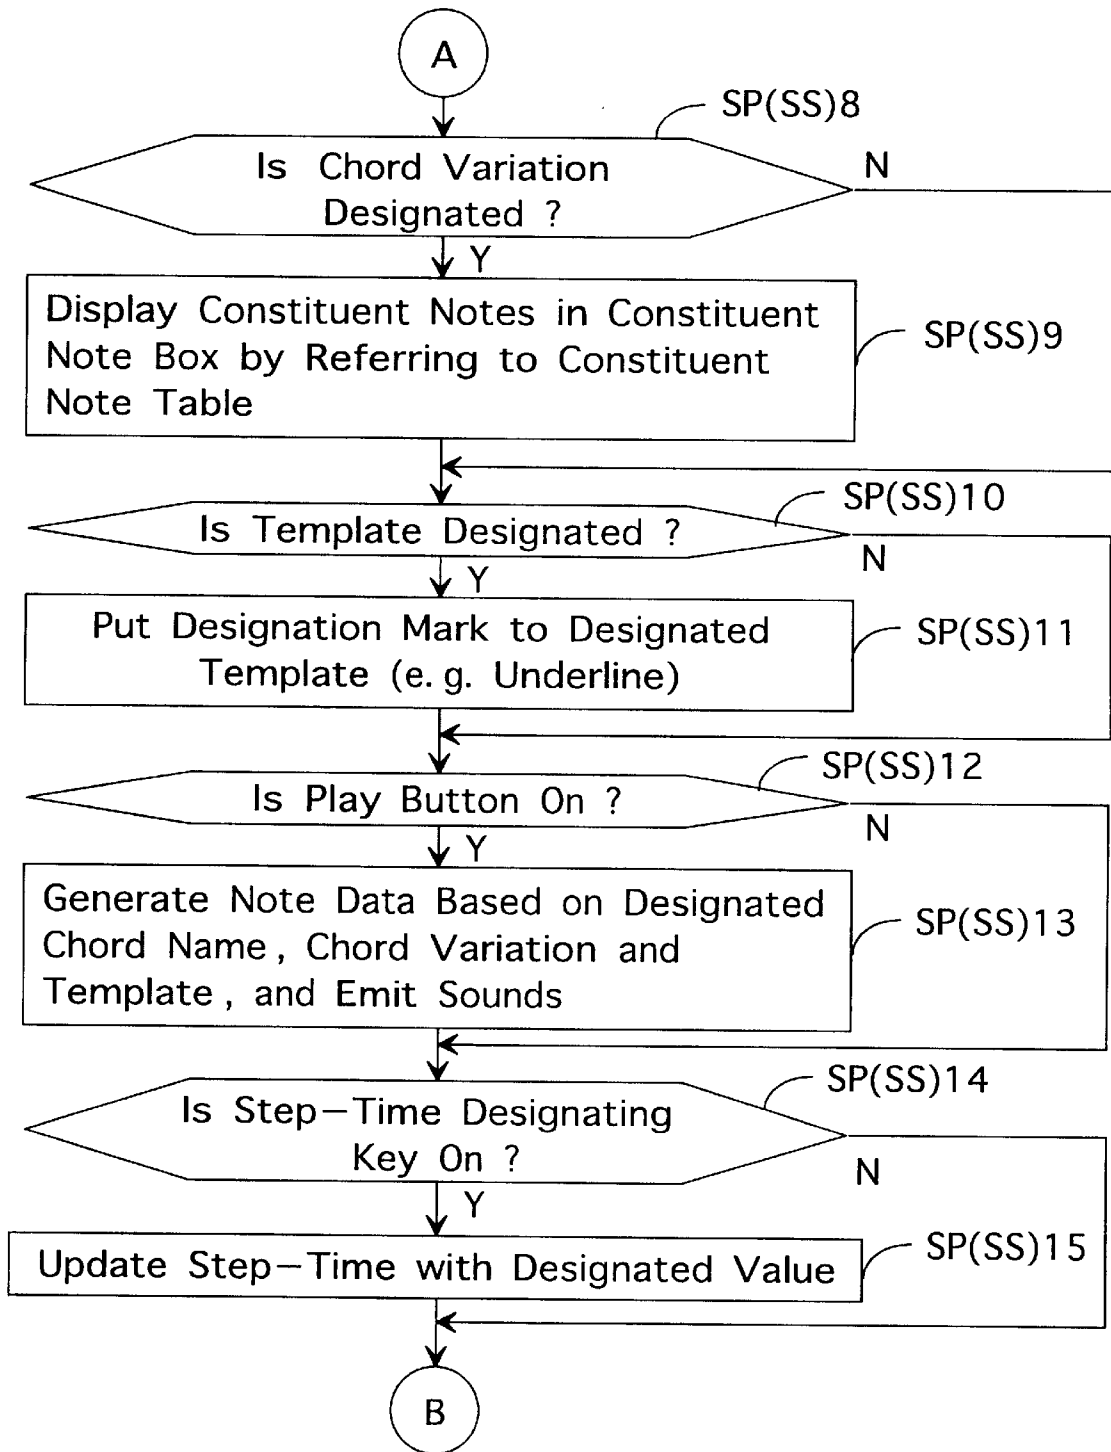 A
SP(SS)8
Is Chord Variation
Designated ?
N
Y
Display Constituent Notes in Constituent
Note Box by Referring to Constituent
Note Table
SP(SS)9
SP(SS)10
Is Template Designated ?
N
Y
Put Designation Mark to Designated
Template (e. g. Underline)
SP(SS)11
SP(SS)12
Is Play Button On ?
N
Y
Generate Note Data Based on Designated
Chord Name , Chord Variation and
Template , and Emit Sounds
SP(SS)13
SP(SS)14
Is Step-Time Designating
Key On ?
N
Y
Update Step-Time with Designated Value
SP(SS)15
B